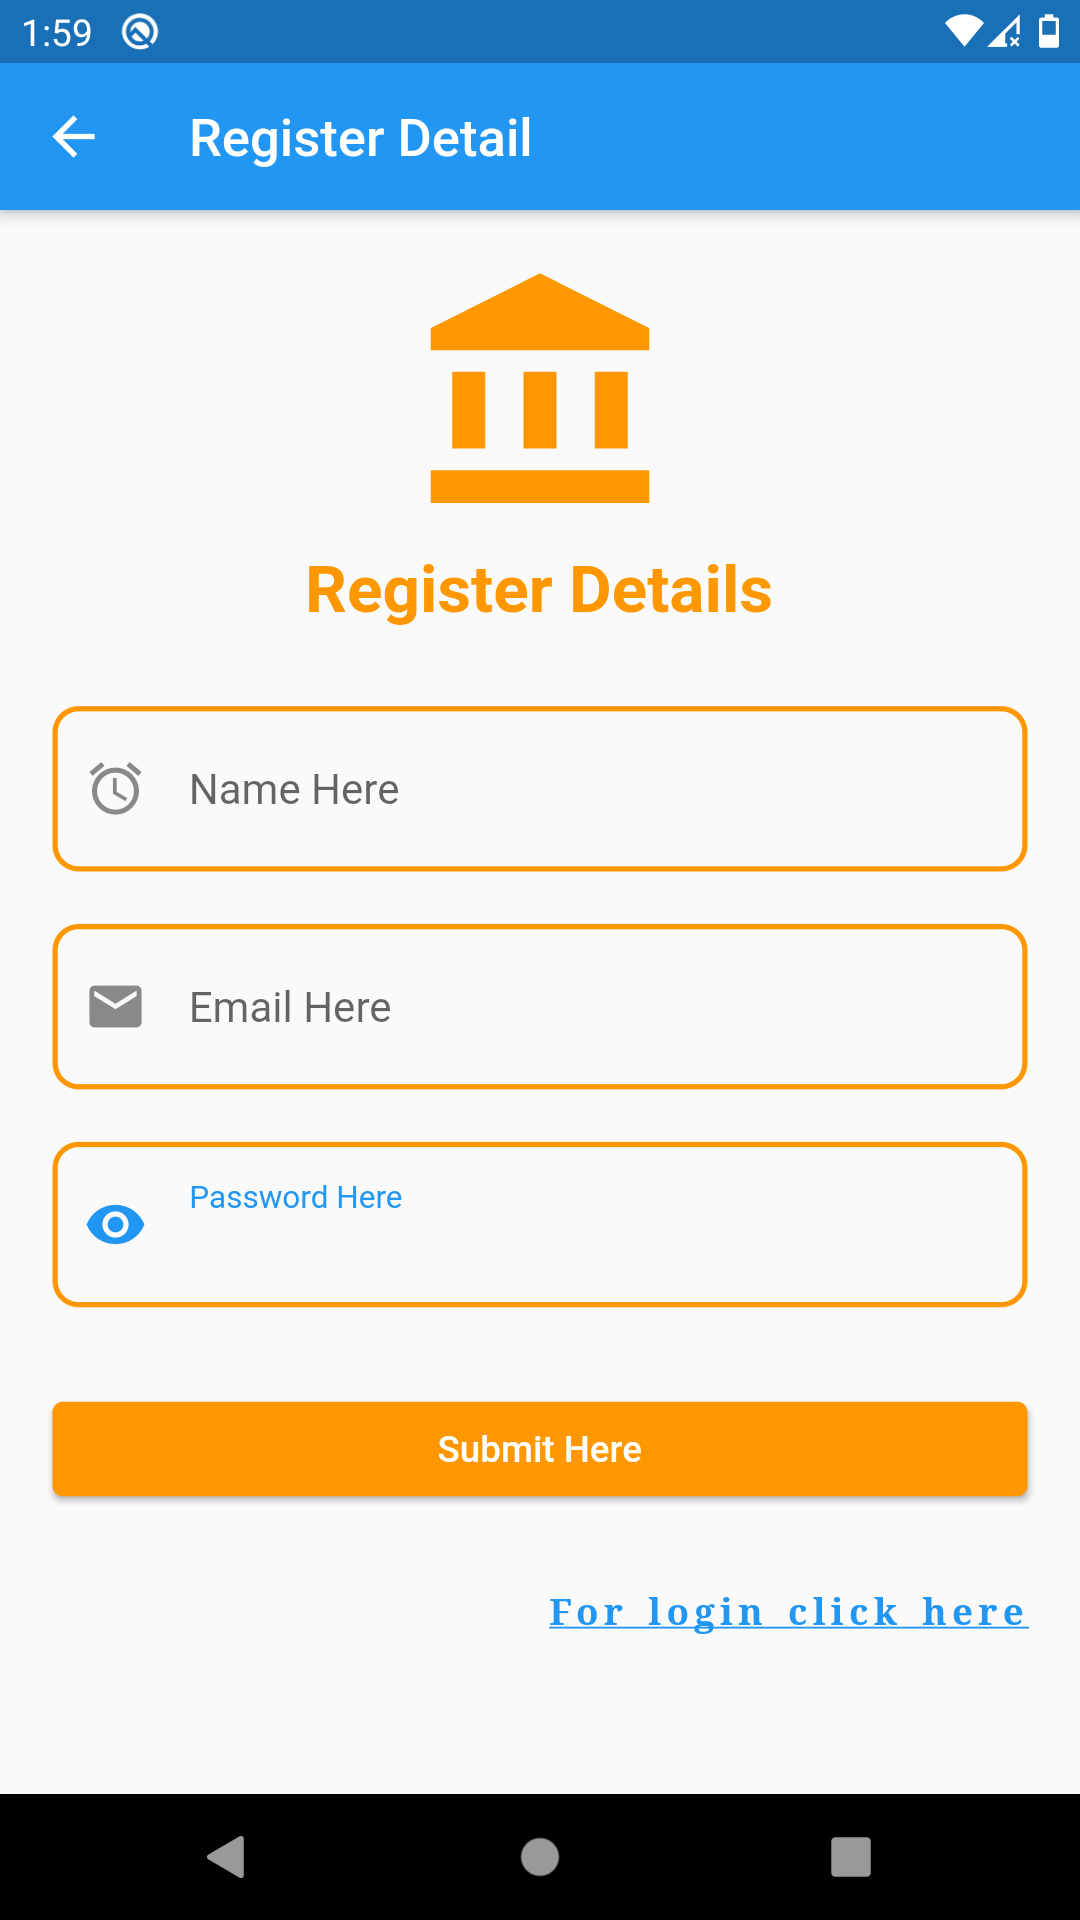 1:59
Register Detail
Register Details
Name Here
Email Here
Password Here
Submit Here
For login click here